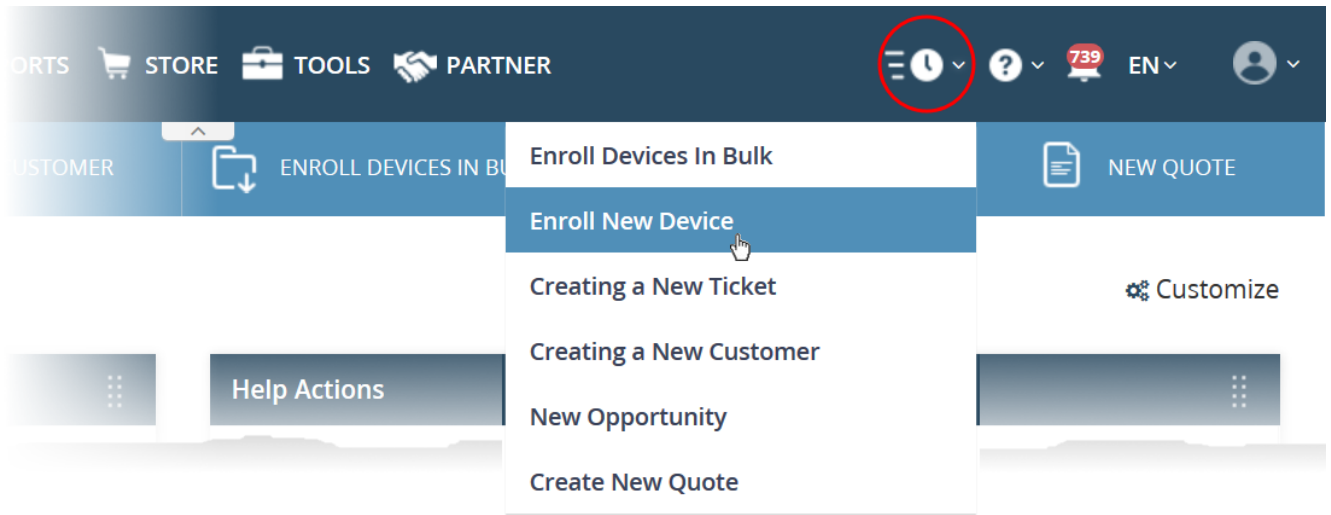 ORTS STORE TOOLS PARTNER 739 EN
USTOMER ENROLL DEVICES IN BU NEW QUOTE
Enroll Devices In Bulk
Enroll New Device
Creating a New Ticket
Customize
Creating a New Customer
Help Actions
New Opportunity
Create New Quote